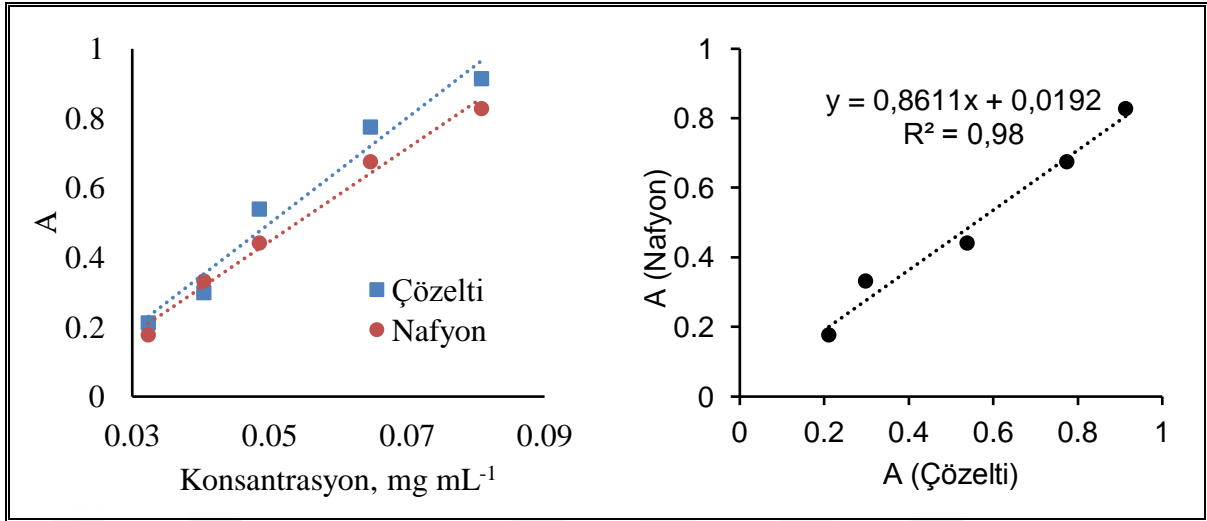 1
0.8
0.6
0.4
0.2
0
A
Çözelti
Nafyon
0.03
0.05
0.07
0.09
Konsantrasyon, mg mL-1
1
0.8
0.6
0.4
0.2
0
A (Nafyon)
y = 0,8611x + 0,0192
R² = 0,98
0
0.2
0.4
0.6
0.8
1
A (Çözelti)